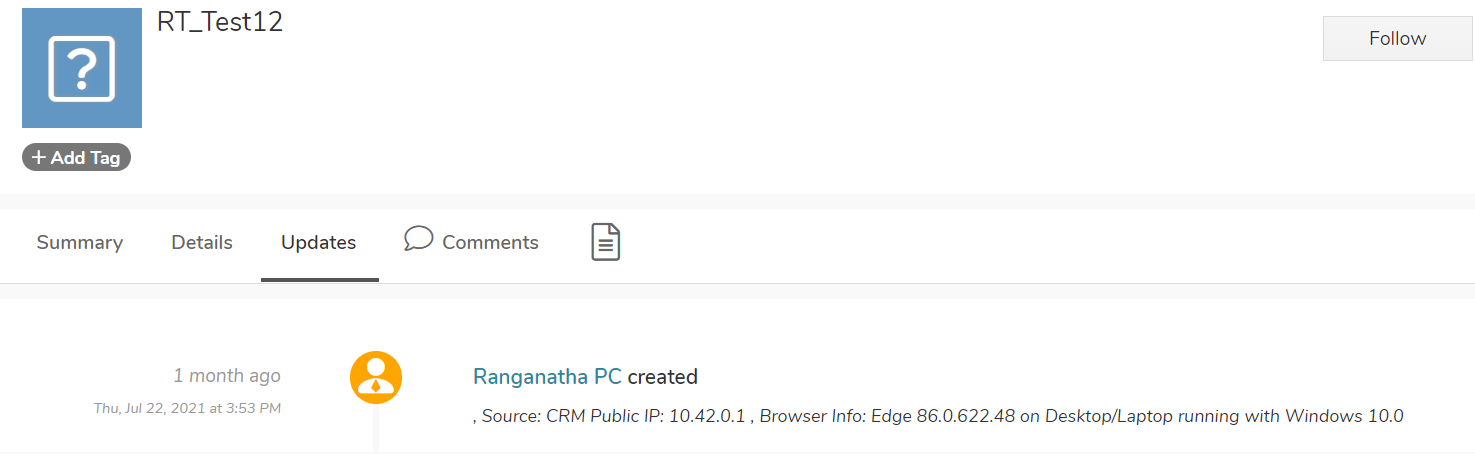 RT_Test12
Follow
+ Add Tag
Summary Details Updates Comments
1 month ago
Thu, Jul 22, 2021 at 3:53 PM
Ranganatha PC created
, Source: CRM Public IP: 10.42.0.1 , Browser Info: Edge 86.0.622.48 on Desktop/Laptop running with Windows 10.0